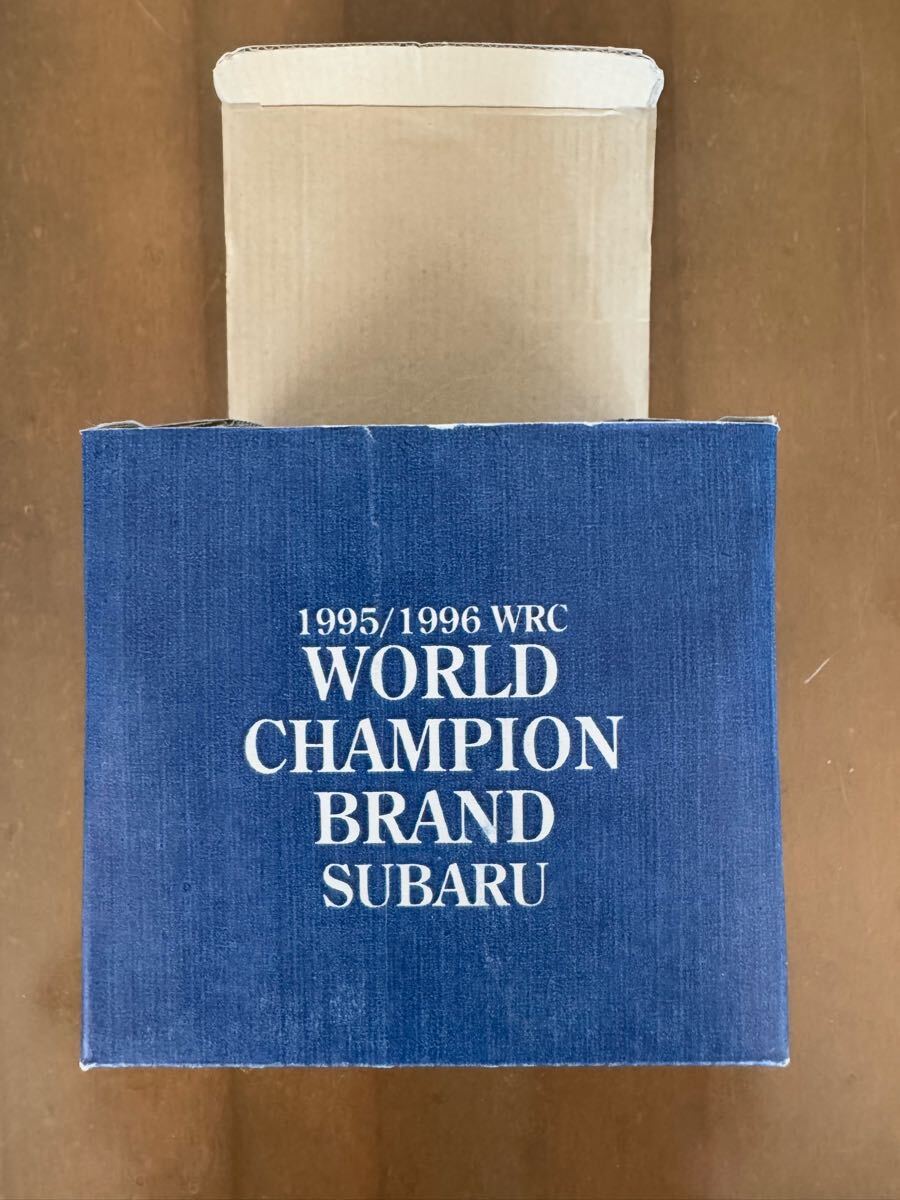 1995/1996 WRC
WORLD
CHAMPION
BRAND
SUBARU